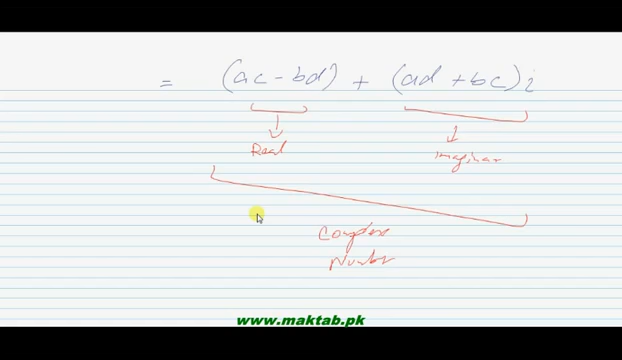 = (ac - bd) + (ad + bc)i
Real
Imaginar
Complex
Number
www.maktab.pk